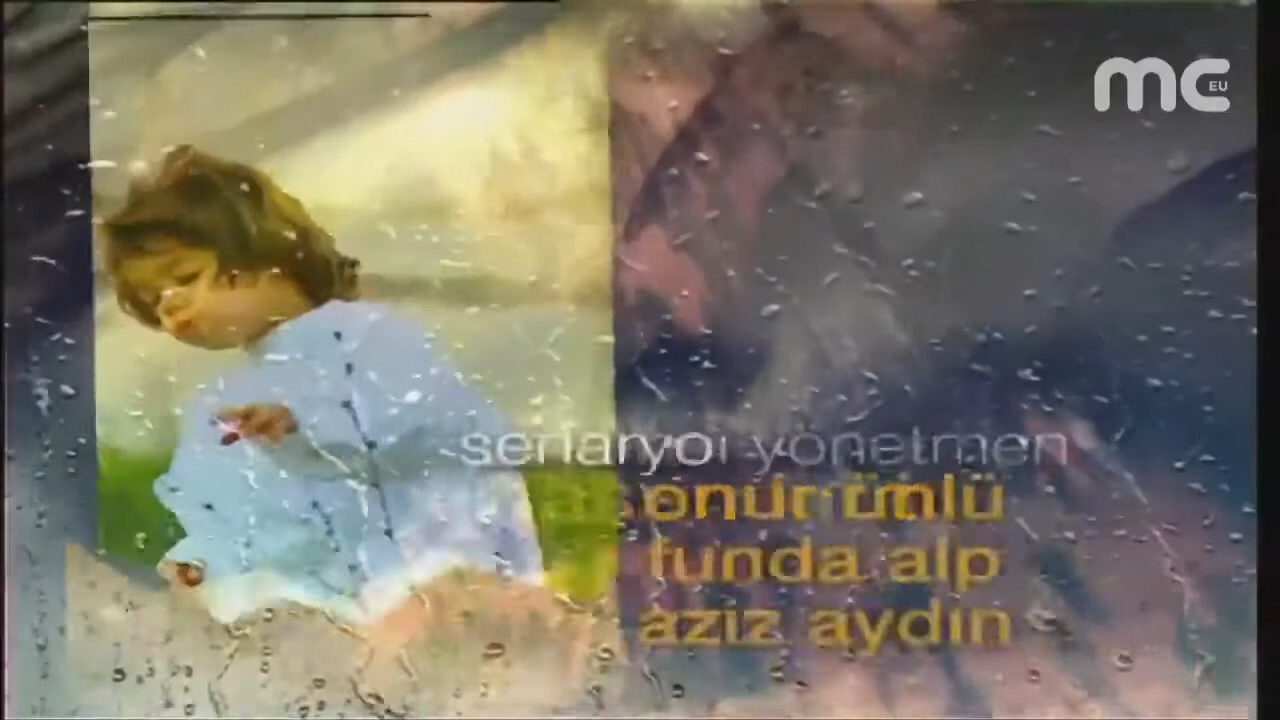 mc EU
senaryo yönetmen
onur ünlü
funda alp
aziz aydın